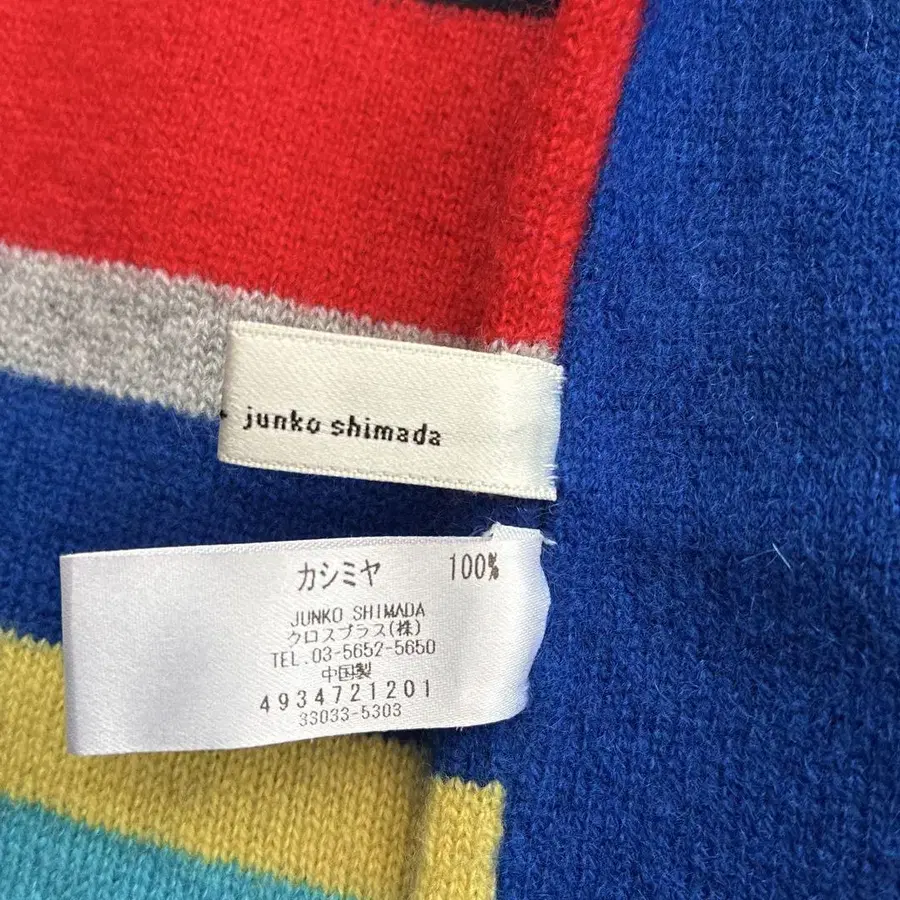 junko shimada
カシミヤ 100%
JUNKO SHIMADA
クロスプラス(株)
TEL.03-5652-5650
中国製
4934721201
33033-5303